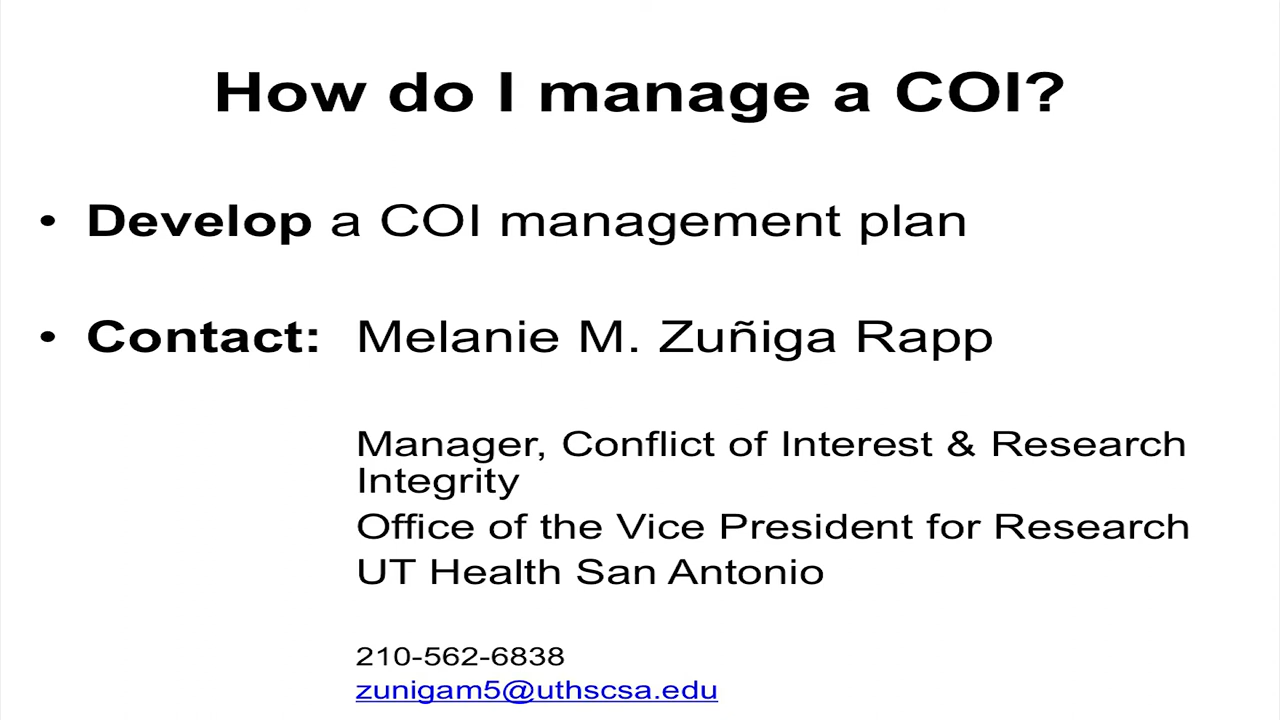 How do I manage a COI?
• Develop a COI management plan
• Contact: Melanie M. Zuñiga Rapp
Manager, Conflict of Interest & Research
Integrity
Office of the Vice President for Research
UT Health San Antonio
210-562-6838
zunigam5@uthscsa.edu